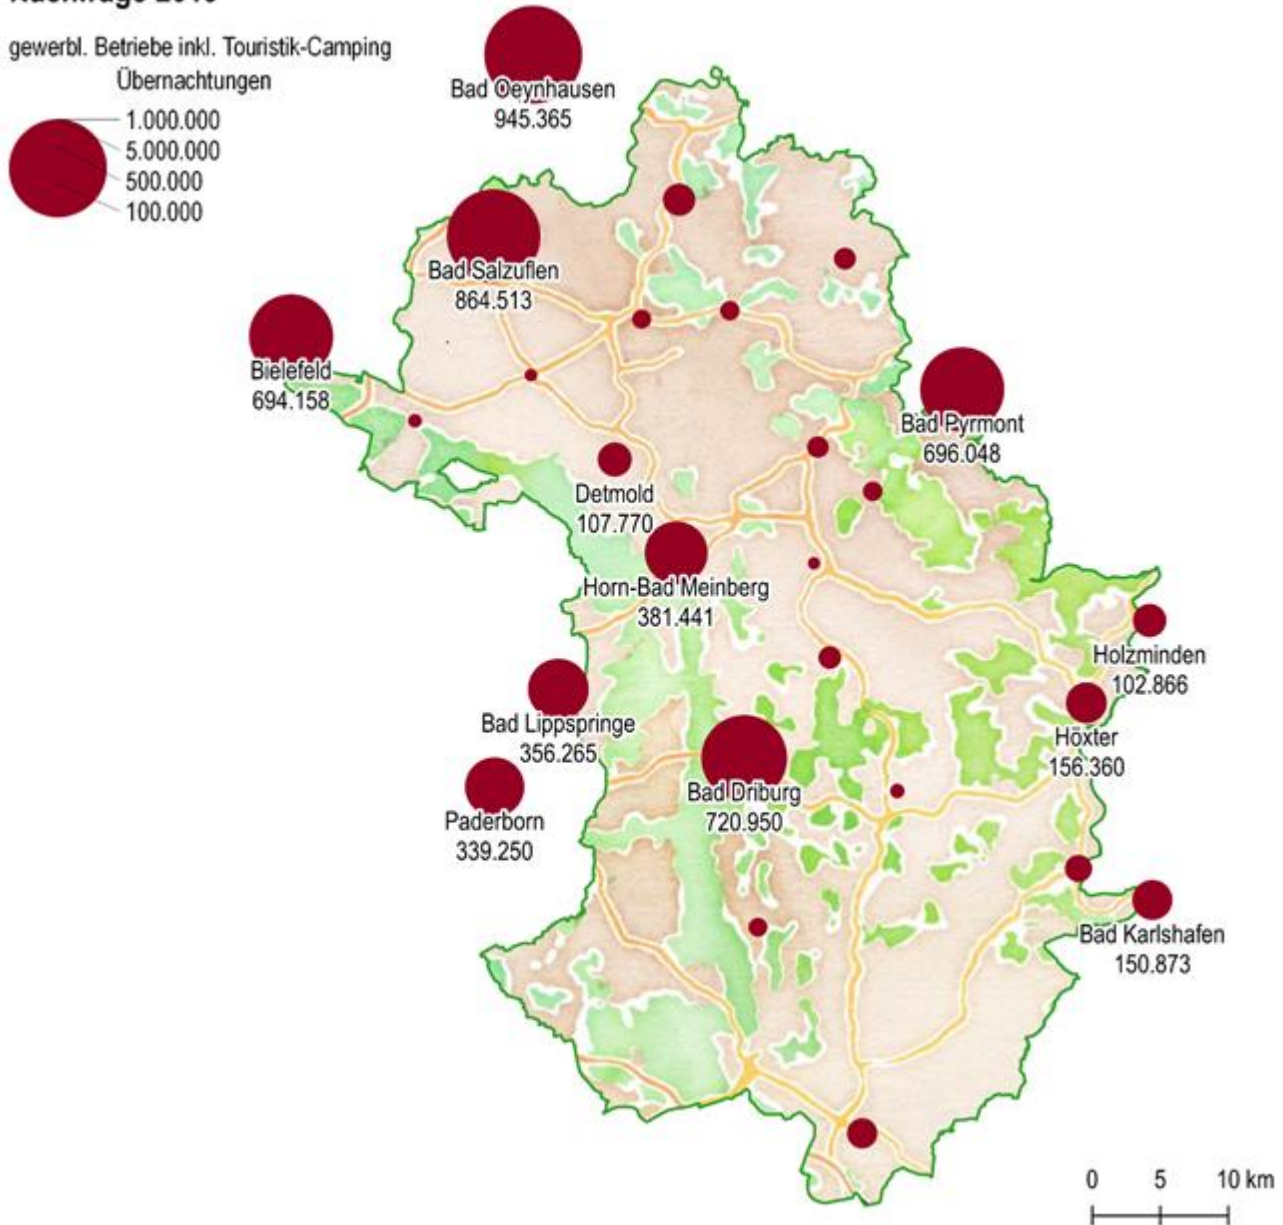 gewerbl. Betriebe inkl. Touristik-Camping
Übernachtungen
1.000.000
5.000.000
500.000
100.000
Bad Oeynhausen
945.365
Bad Salzuflen
864.513
Bielefeld
694.158
Bad Pyrmont
696.048
Detmold
107.770
Horn-Bad Meinberg
381.441
Holzminden
102.866
Bad Lippspringe
356.265
Höxter
156.360
Bad Driburg
720.950
Paderborn
339.250
Bad Karlshafen
150.873
0 5 10 km